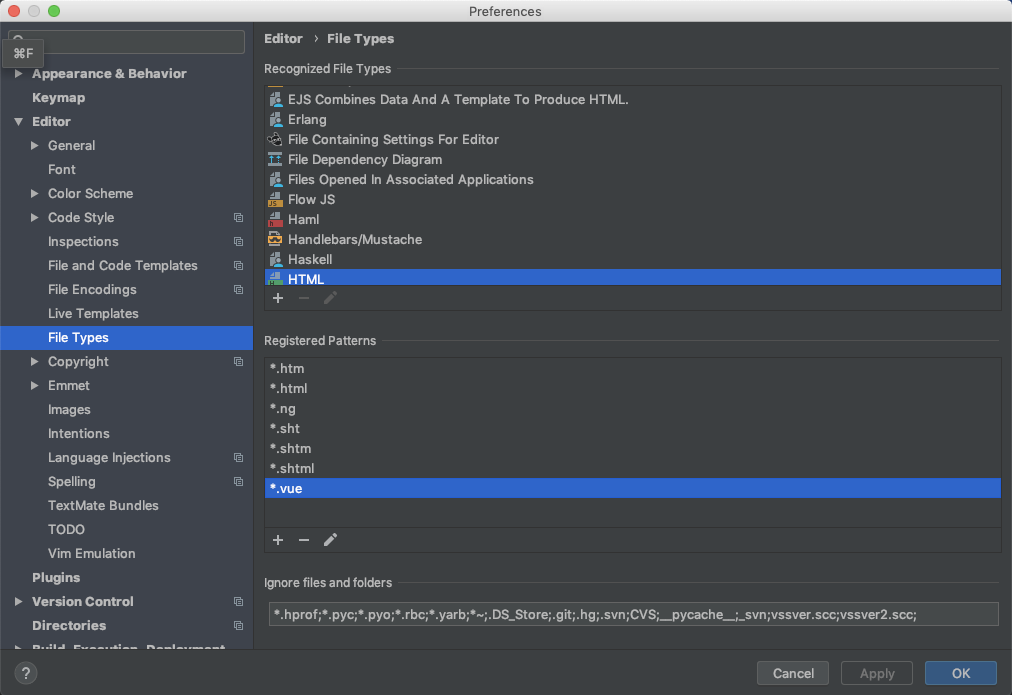 Preferences
⌘F
Appearance & Behavior
Keymap
Editor
General
Font
Color Scheme
Code Style
Inspections
File and Code Templates
File Encodings
Live Templates
File Types
Copyright
Emmet
Images
Intentions
Language Injections
Spelling
TextMate Bundles
TODO
Vim Emulation
Plugins
Version Control
Directories
Build, Execution, Deployment
Editor › File Types
Recognized File Types
EJS Combines Data And A Template To Produce HTML.
Erlang
File Containing Settings For Editor
File Dependency Diagram
Files Opened In Associated Applications
Flow JS
Haml
Handlebars/Mustache
Haskell
HTML
Registered Patterns
*.htm
*.html
*.ng
*.sht
*.shtm
*.shtml
*.vue
Ignore files and folders
*.hprof;*.pyc;*.pyo;*.rbc;*.yarb;*~;.DS_Store;.git;.hg;.svn;CVS;__pycache__;_svn;vssver.scc;vssver2.scc;
?
Cancel
Apply
OK